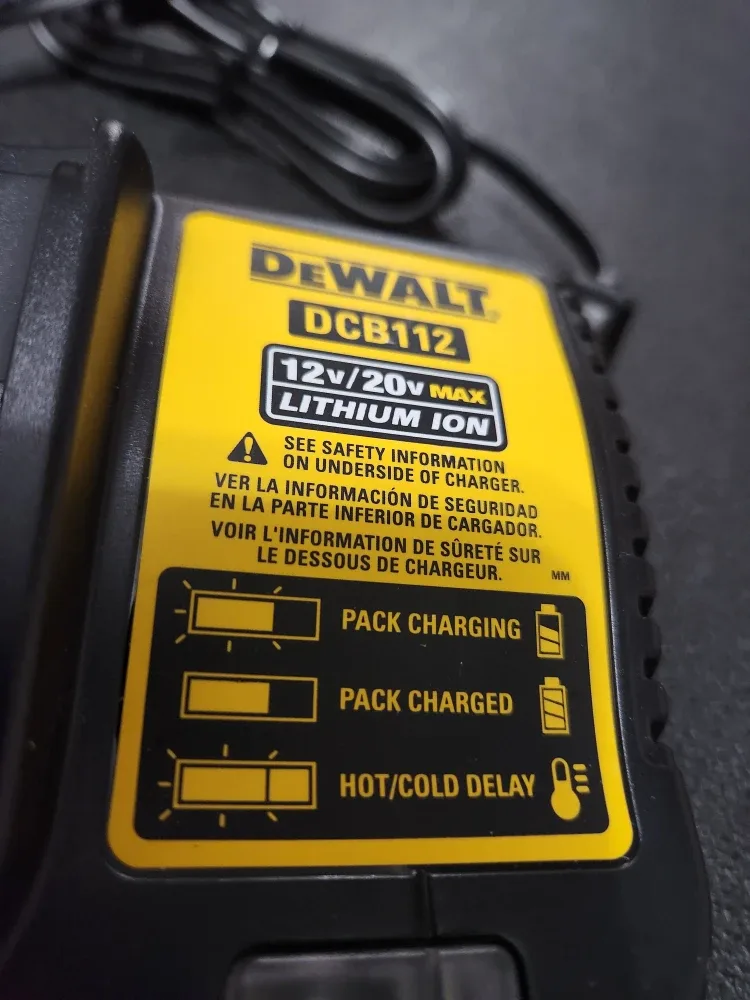 DEWALT
DCB112
12V/20V MAX
LITHIUM ION
SEE SAFETY INFORMATION
ON UNDERSIDE OF CHARGER.
VER LA INFORMACIÓN DE SEGURIDAD
EN LA PARTE INFERIOR DE CARGADOR.
VOIR L'INFORMATION DE SÛRETÉ SUR
LE DESSOUS DE CHARGEUR.
MM
PACK CHARGING
PACK CHARGED
HOT/COLD DELAY